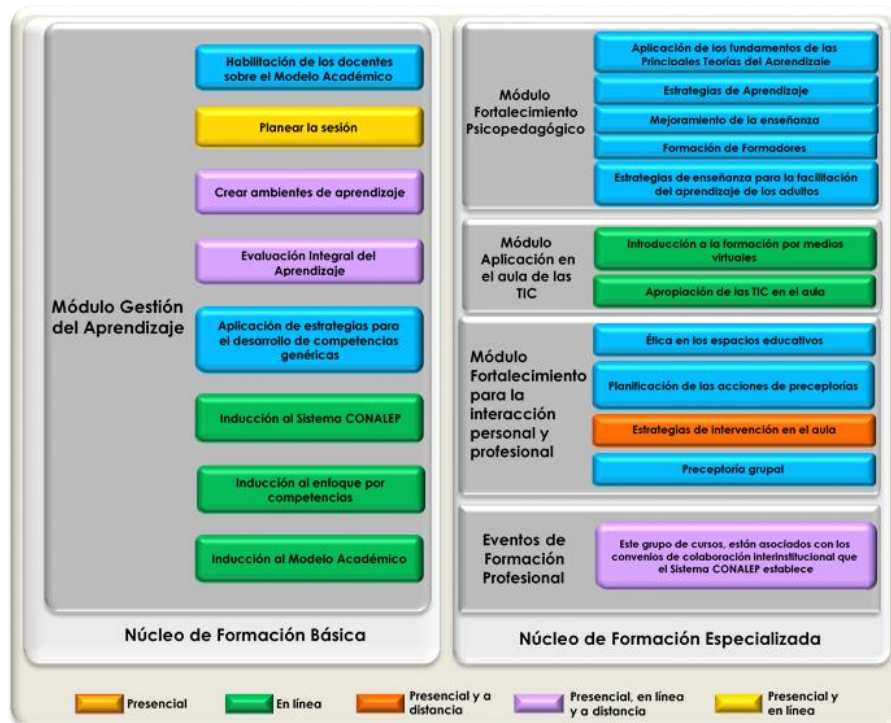 Módulo Gestión
del Aprendizaje
Habilitación de los docentes
sobre el Modelo Académico
Planear la sesión
Crear ambientes de aprendizaje
Evaluación Integral del
Aprendizaje
Aplicación de estrategias para
el desarrollo de competencias
genéricas
Inducción al Sistema CONALEP
Inducción al enfoque por
competencias
Inducción al Modelo Académico
Núcleo de Formación Básica
Módulo
Fortalecimiento
Psicopedagógico
Aplicación de los fundamentos de las
Principales Teorías del Aprendizaje
Estrategias de Aprendizaje
Mejoramiento de la enseñanza
Formación de Formadores
Estrategias de enseñanza para la facilitación
del aprendizaje de los adultos
Módulo
Aplicación en
el aula de las
TIC
Introducción a la formación por medios
virtuales
Apropiación de las TIC en el aula
Módulo
Fortalecimiento
para la
interacción
personal y
profesional
Ética en los espacios educativos
Planificación de las acciones de preceptorías
Estrategias de intervención en el aula
Preceptoría grupal
Eventos de
Formación
Profesional
Este grupo de cursos, están asociados con los
convenios de colaboración interinstitucional que
el Sistema CONALEP establece
Núcleo de Formación Especializada
Presencial
En línea
Presencial y a
distancia
Presencial, en línea
y a distancia
Presencial y
en línea